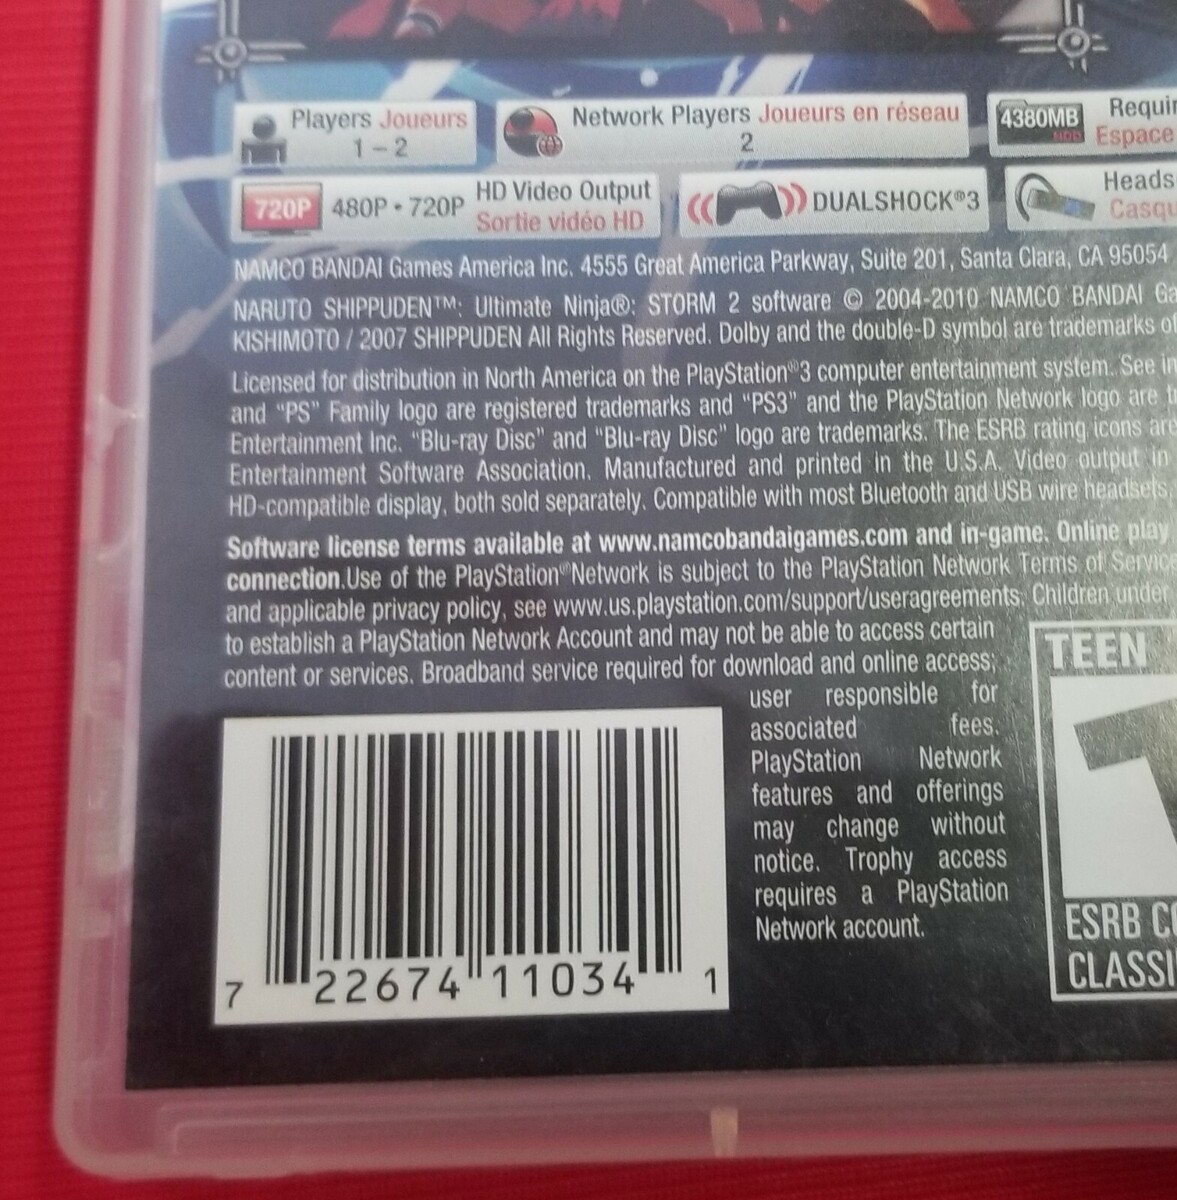 Players Joueurs
1 – 2
Network Players Joueurs en réseau
2
4380MB
Espace
720P
480P • 720P
HD Video Output
Sortie vidéo HD
DUALSHOCK®3
NAMCO BANDAI Games America Inc. 4555 Great America Parkway, Suite 201, Santa Clara, CA 95054
NARUTO SHIPPUDEN™: Ultimate Ninja®: STORM 2 software © 2004-2010 NAMCO BANDAI Ga
KISHIMOTO / 2007 SHIPPUDEN All Rights Reserved. Dolby and the double-D symbol are trademarks of
Licensed for distribution in North America on the PlayStation®3 computer entertainment system. See in
and “PS” Family logo are registered trademarks and “PS3” and the PlayStation Network logo are t
Entertainment Inc. “Blu-ray Disc” and “Blu-ray Disc” logo are trademarks. The ESRB rating icons are
Entertainment Software Association. Manufactured and printed in the U.S.A. Video output in
HD-compatible display, both sold separately. Compatible with most Bluetooth and USB wire headsets,
Software license terms available at www.namcobandaigames.com and in-game. Online play
connection.Use of the PlayStation®Network is subject to the PlayStation Network Terms of Service
and applicable privacy policy, see www.us.playstation.com/support/useragreements. Children under
to establish a PlayStation Network Account and may not be able to access certain
content or services. Broadband service required for download and online access;
user responsible for
associated fees.
PlayStation Network
features and offerings
may change without
notice. Trophy access
requires a PlayStation
Network account.
TEEN
ESRB CO
CLASSI
7 22674 11034 1